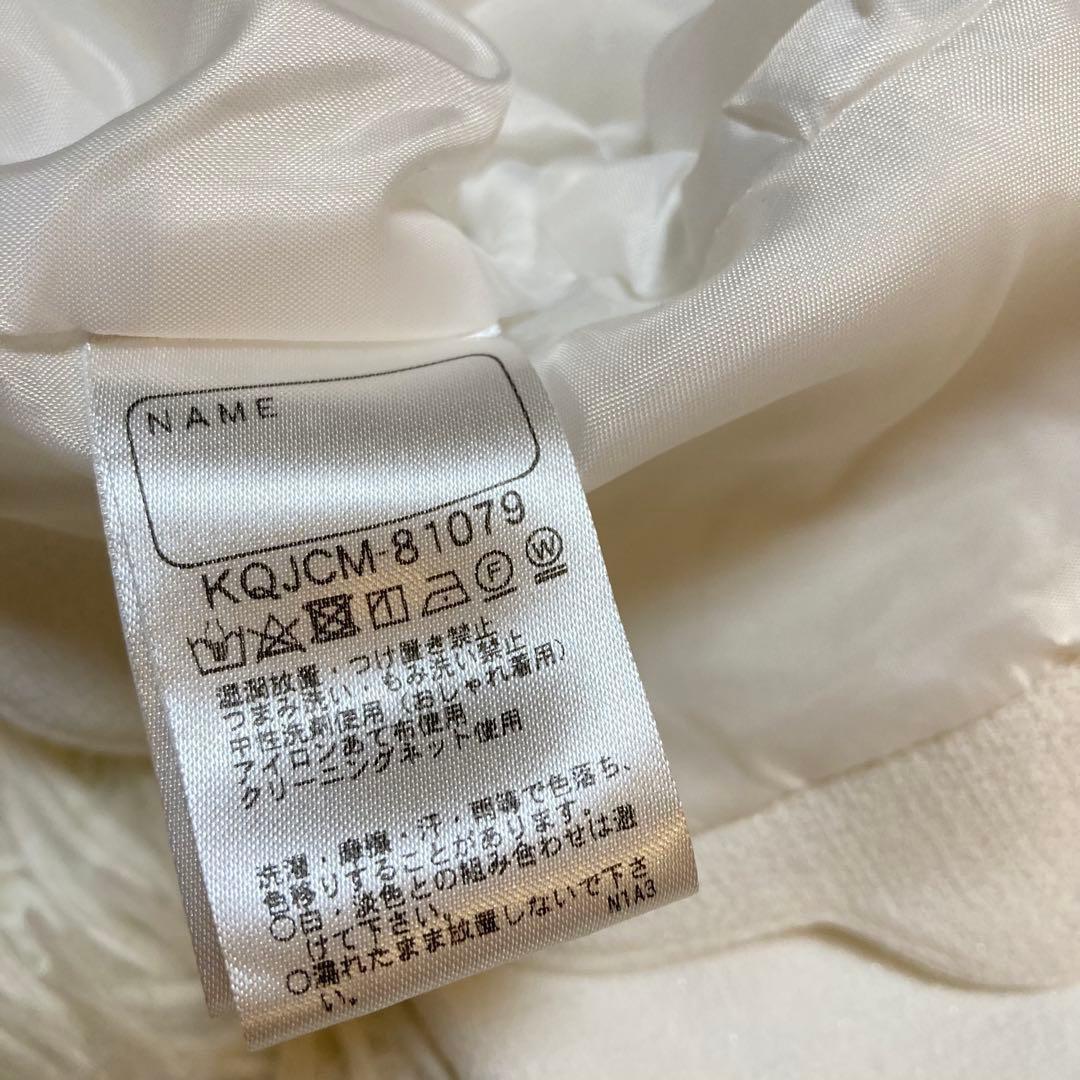 NAME
KQJCM-81079
W
F
湿潤放置・つけ置き禁止
つまみ洗い・もみ洗い禁止
中性洗剤使用（おしゃれ着用）
アイロンあて布使用
クリーニングネット使用
洗濯・摩擦・汗・雨等で色落ち、
色移りすることがあります。
○白・淡色との組み合わせは避
けて下さい。
○濡れたまま放置しないで下さ
い。
N1A3